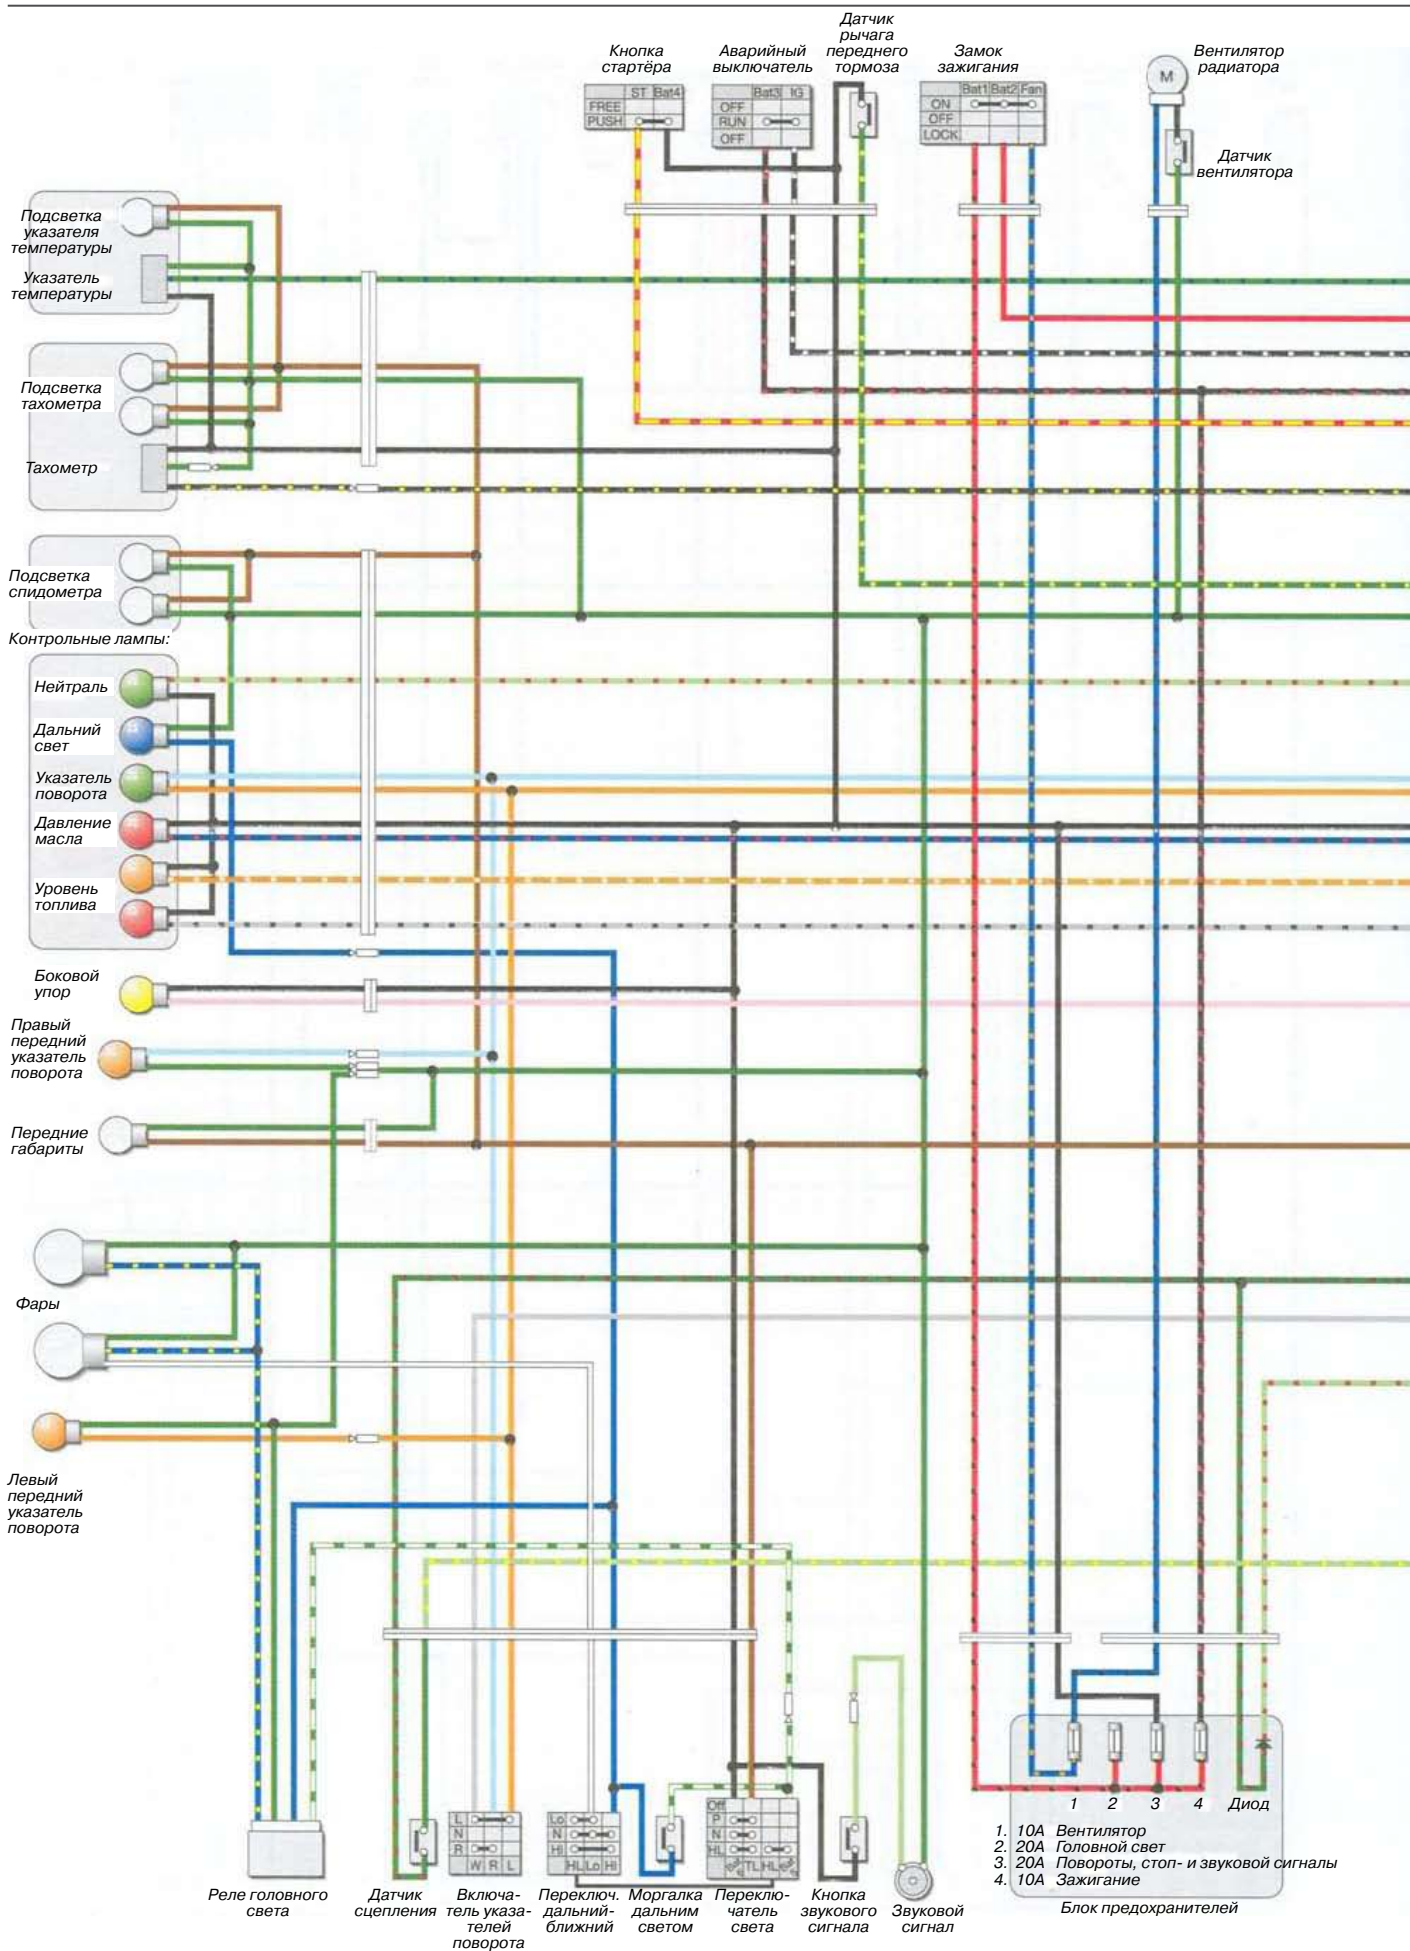 Датчик
рычага
переднего
тормоза
Кнопка
стартёра
Аварийный
выключатель
Замок
зажигания
Вентилятор
радиатора
ST Bat4
FREE
PUSH
Bat3 IG
OFF
RUN
OFF
Bat1 Bat2 Fan
ON
OFF
LOCK
M
Датчик
вентилятора
Подсветка
указателя
температуры
Указатель
температуры
Подсветка
тахометра
Тахометр
Подсветка
спидометра
Контрольные лампы:
Нейтраль
Дальний
свет
Указатель
поворота
Давление
масла
Уровень
топлива
Боковой
упор
Правый
передний
указатель
поворота
Передние
габариты
Фары
Левый
передний
указатель
поворота
L
N
R
W R L
Lo
N
Hi
HL Lo Hi
Off
P
N
HL
TL HL
1 2 3 4 Диод
1. 10А Вентилятор
2. 20А Головной свет
3. 20А Повороты, стоп- и звуковой сигналы
4. 10А Зажигание
Блок предохранителей
Реле головного
света
Датчик
сцепления
Включа-
тель указа-
телей
поворота
Переключ.
дальний-
ближний
Моргалка
дальним
светом
Переклю-
чатель
света
Кнопка
звукового
сигнала
Звуковой
сигнал